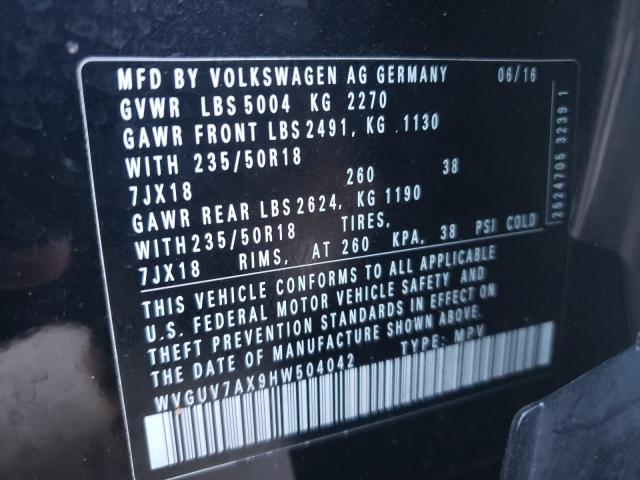 MFD BY VOLKSWAGEN AG GERMANY 06/16
GVWR LBS 5004 KG 2270
GAWR FRONT LBS 2491, KG 1130
WITH 235/50R18
7JX18 260 38
GAWR REAR LBS 2624, KG 1190
WITH 235/50R18 TIRES,
7JX18 RIMS, AT 260 KPA, 38 PSI COLD
THIS VEHICLE CONFORMS TO ALL APPLICABLE
U.S. FEDERAL MOTOR VEHICLE SAFETY AND
THEFT PREVENTION STANDARDS IN EFFECT ON
THE DATE OF MANUFACTURE SHOWN ABOVE.
WVGUV7AX9HW504042 TYPE: MPV
2524705 3239 1